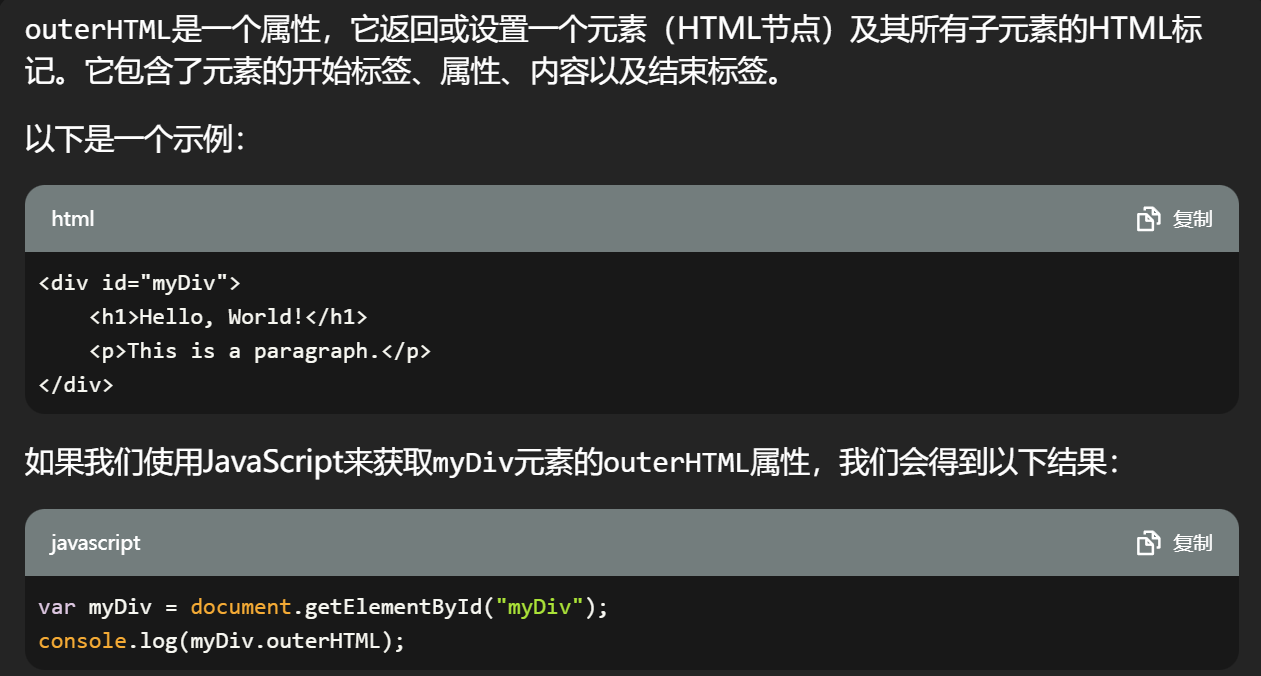 outerHTML是一个属性，它返回或设置一个元素（HTML节点）及其所有子元素的HTML标
记。它包含了元素的开始标签、属性、内容以及结束标签。
以下是一个示例：
html 复制
<div id="myDiv">
    <h1>Hello, World!</h1>
    <p>This is a paragraph.</p>
</div>
如果我们使用JavaScript来获取myDiv元素的outerHTML属性，我们会得到以下结果：
javascript 复制
var myDiv = document.getElementById("myDiv");
console.log(myDiv.outerHTML);